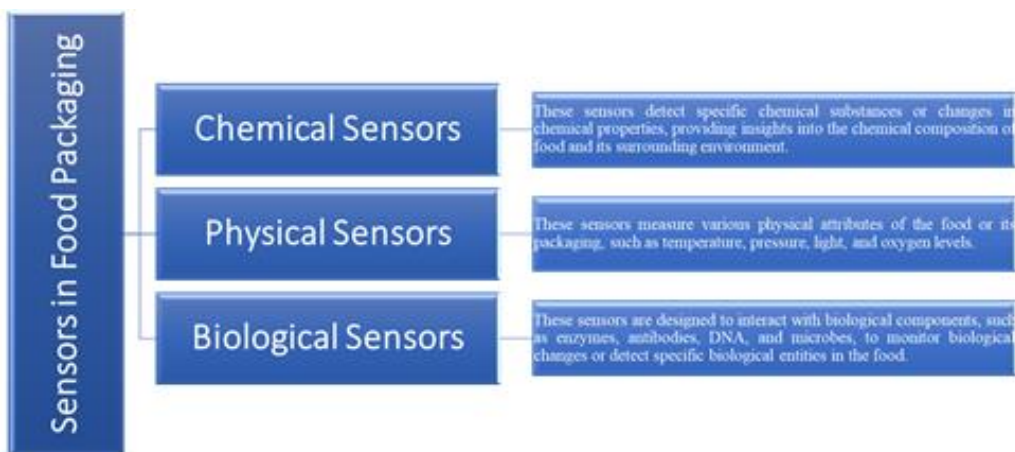 Sensors in Food Packaging
Chemical Sensors
These sensors detect specific chemical substances or changes in
chemical properties, providing insights into the chemical composition of
food and its surrounding environment.
Physical Sensors
These sensors measure various physical attributes of the food or its
packaging, such as temperature, pressure, light, and oxygen levels.
Biological Sensors
These sensors are designed to interact with biological components, such
as enzymes, antibodies, DNA, and microbes, to monitor biological
changes or detect specific biological entities in the food.